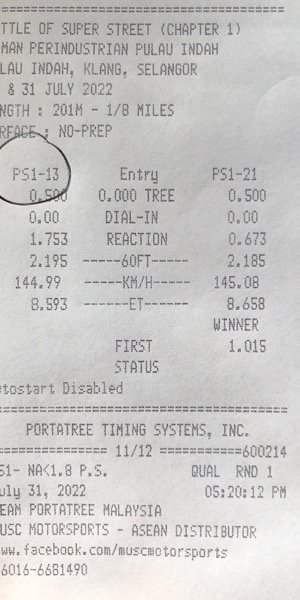 TTLE OF SUPER STREET (CHAPTER 1)
MAN PERINDUSTRIAN PULAU INDAH
LAU INDAH, KLANG, SELANGOR
& 31 JULY 2022
NGTH : 201M - 1/8 MILES
RFACE : NO-PREP
PS1-13 Entry PS1-21
0.500 0.000 TREE 0.500
0.00 DIAL-IN 0.00
1.753 REACTION 0.673
2.195 -----60FT----- 2.185
144.99 -----KM/H----- 145.08
8.593 ------ET------ 8.658
WINNER
FIRST 1.015
STATUS
tostart Disabled
PORTATREE TIMING SYSTEMS, INC.
=============== 11/12 ===========600214
S1- NA<1.8 P.S. QUAL RND 1
uly 31, 2022 05:20:12 PM
EAM PORTATREE MALAYSIA
USC MOTORSPORTS - ASEAN DISTRIBUTOR
ww.facebook.com/muscmotorsports
6016-6681490